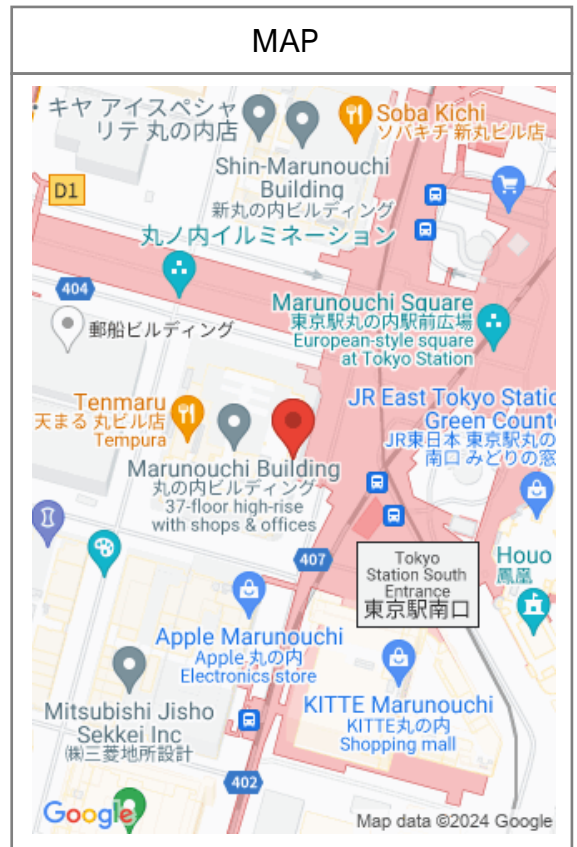 MAP
キヤ アイスペシャ
リテ 丸の内店
Soba Kichi
ソバキチ 新丸ビル店
Shin-Marunouchi
Building
新丸の内ビルディング
D1
丸ノ内イルミネーション
404
Marunouchi Square
東京駅丸の内駅前広場
European-style square
at Tokyo Station
郵船ビルディング
JR East Tokyo Static
Green Count
JR東日本 東京駅丸の
南口 みどりの窓
Tenmaru
天まる 丸ビル店
Tempura
Marunouchi Building
丸の内ビルディング
37-floor high-rise
with shops & offices
407
Tokyo
Station South
Entrance
東京駅南口
Houo
鳳凰
Apple Marunouchi
Apple 丸の内
Electronics store
KITTE Marunouchi
KITTE丸の内
Shopping mall
Mitsubishi Jisho
Sekkei Inc
㈱三菱地所設計
402
Google
Map data ©2024 Google